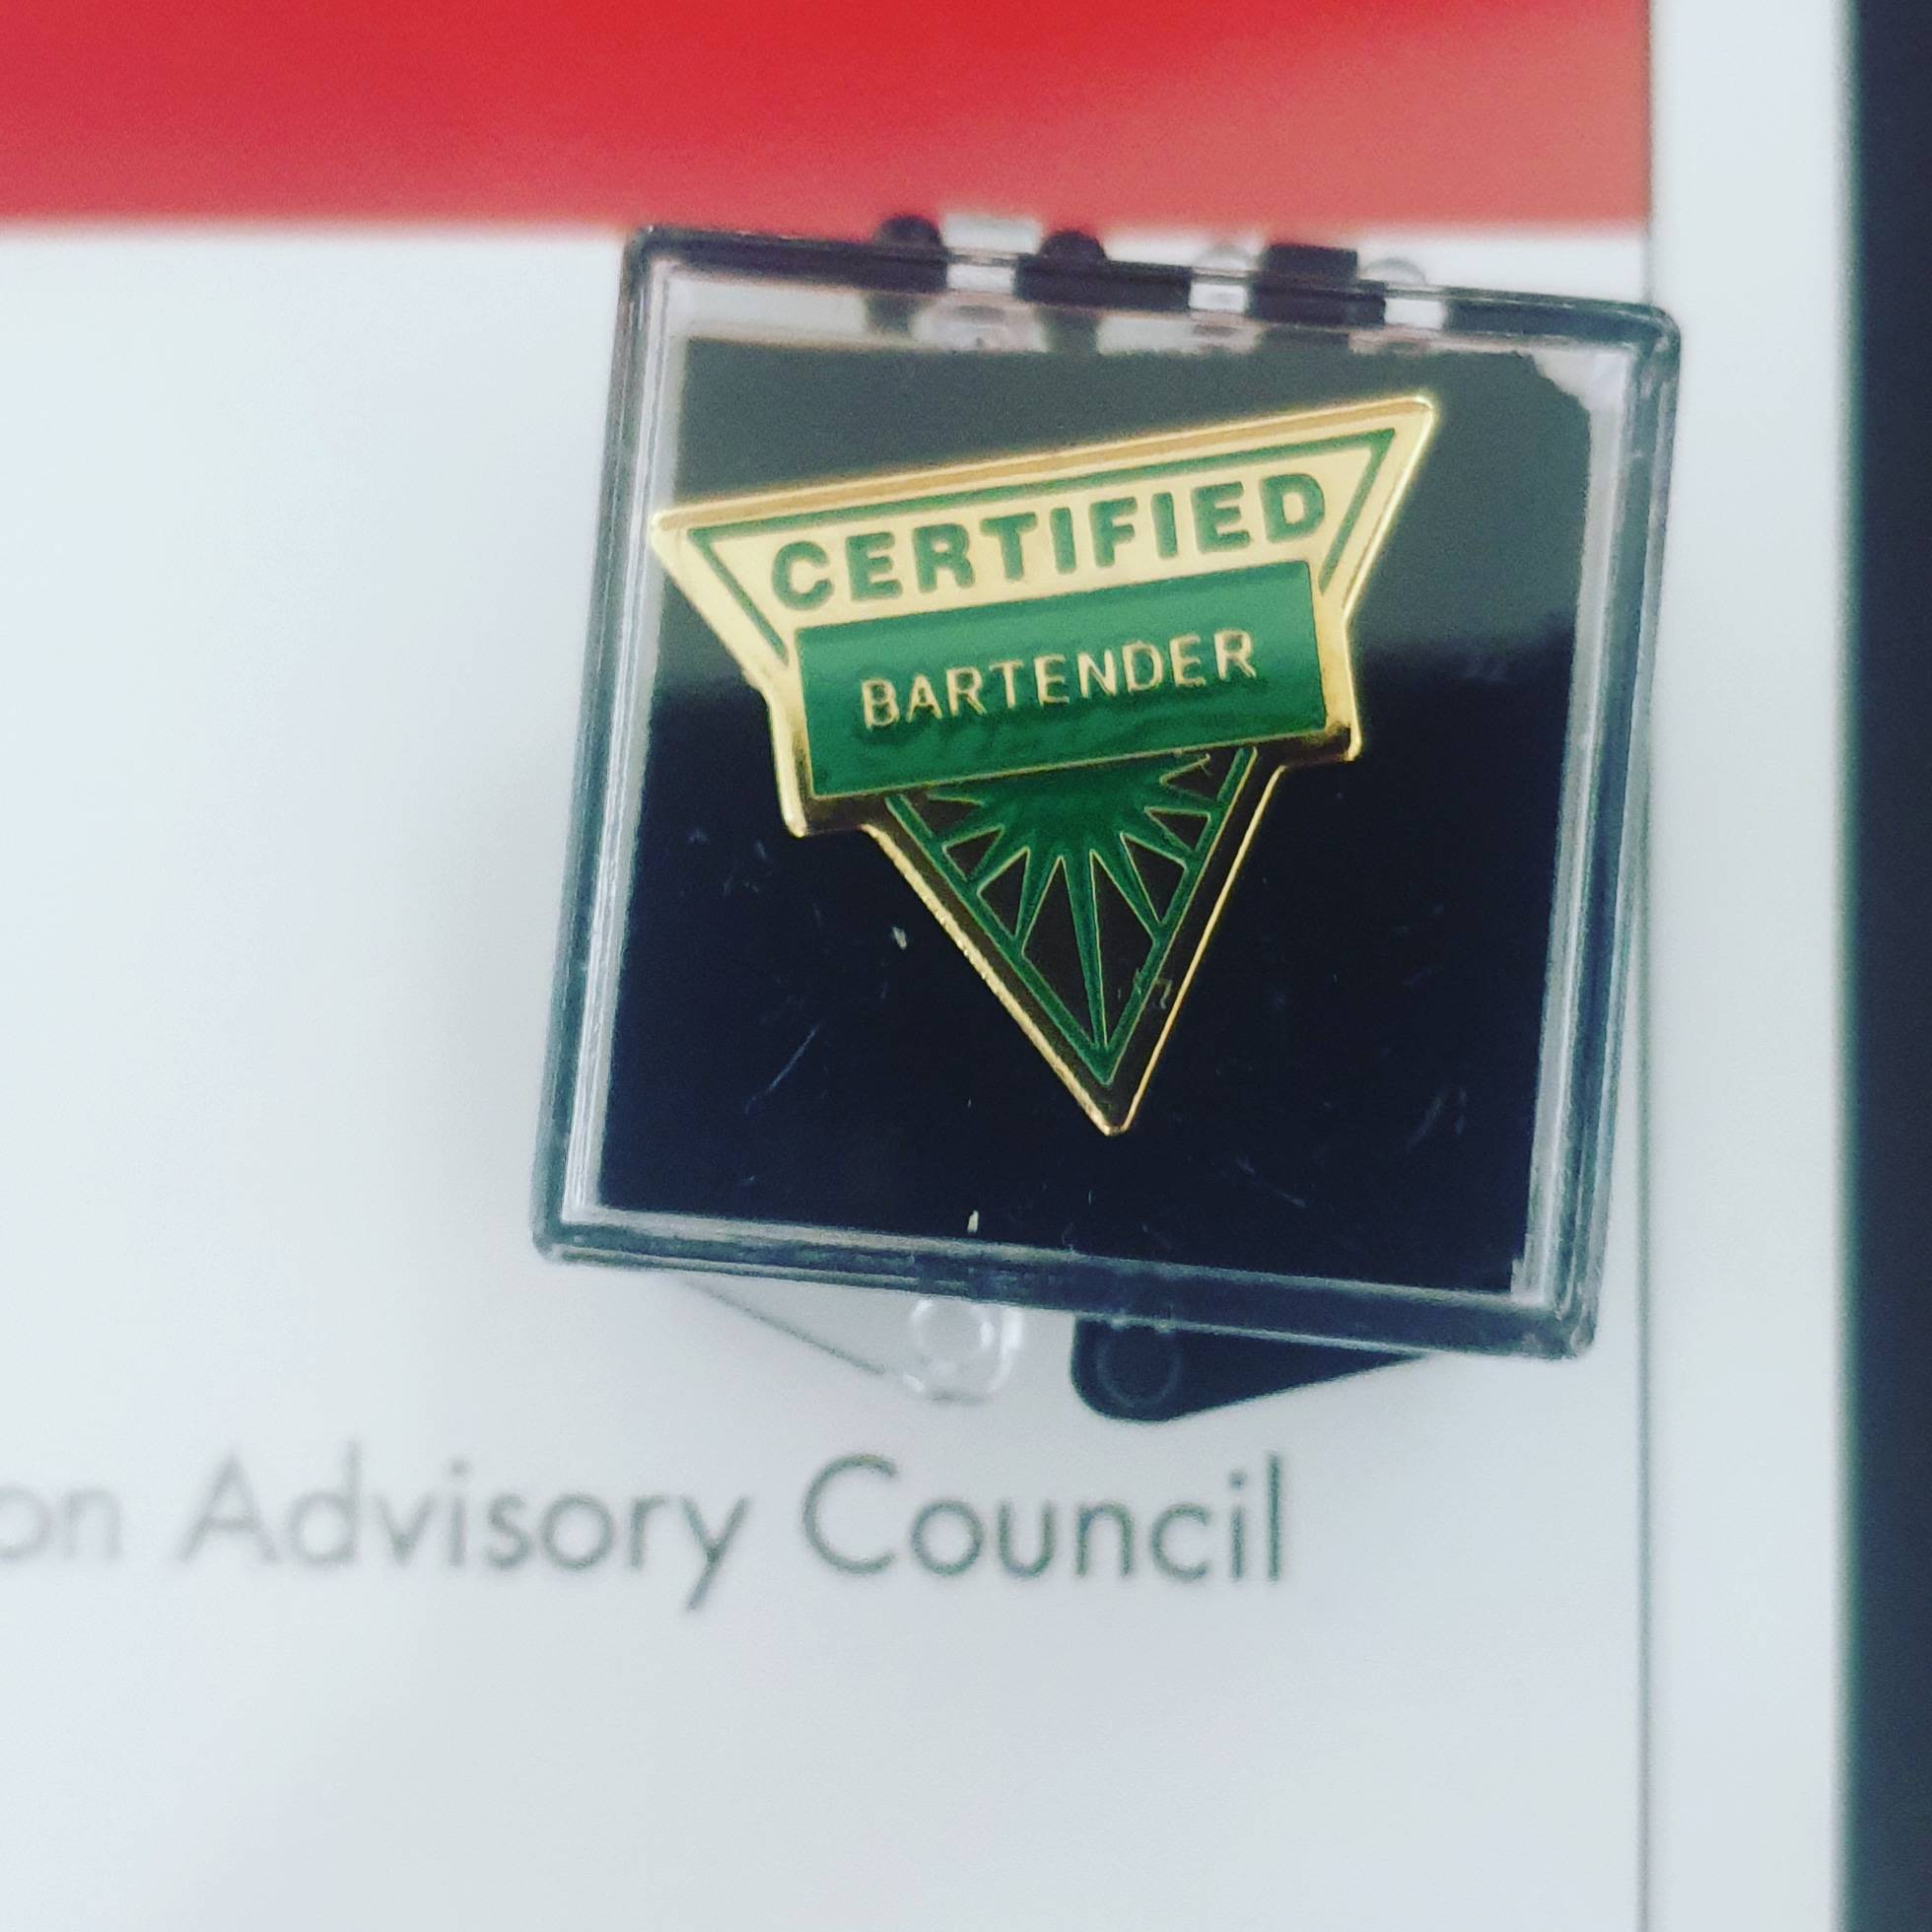 CERTIFIED
BARTENDER
on Advisory Council